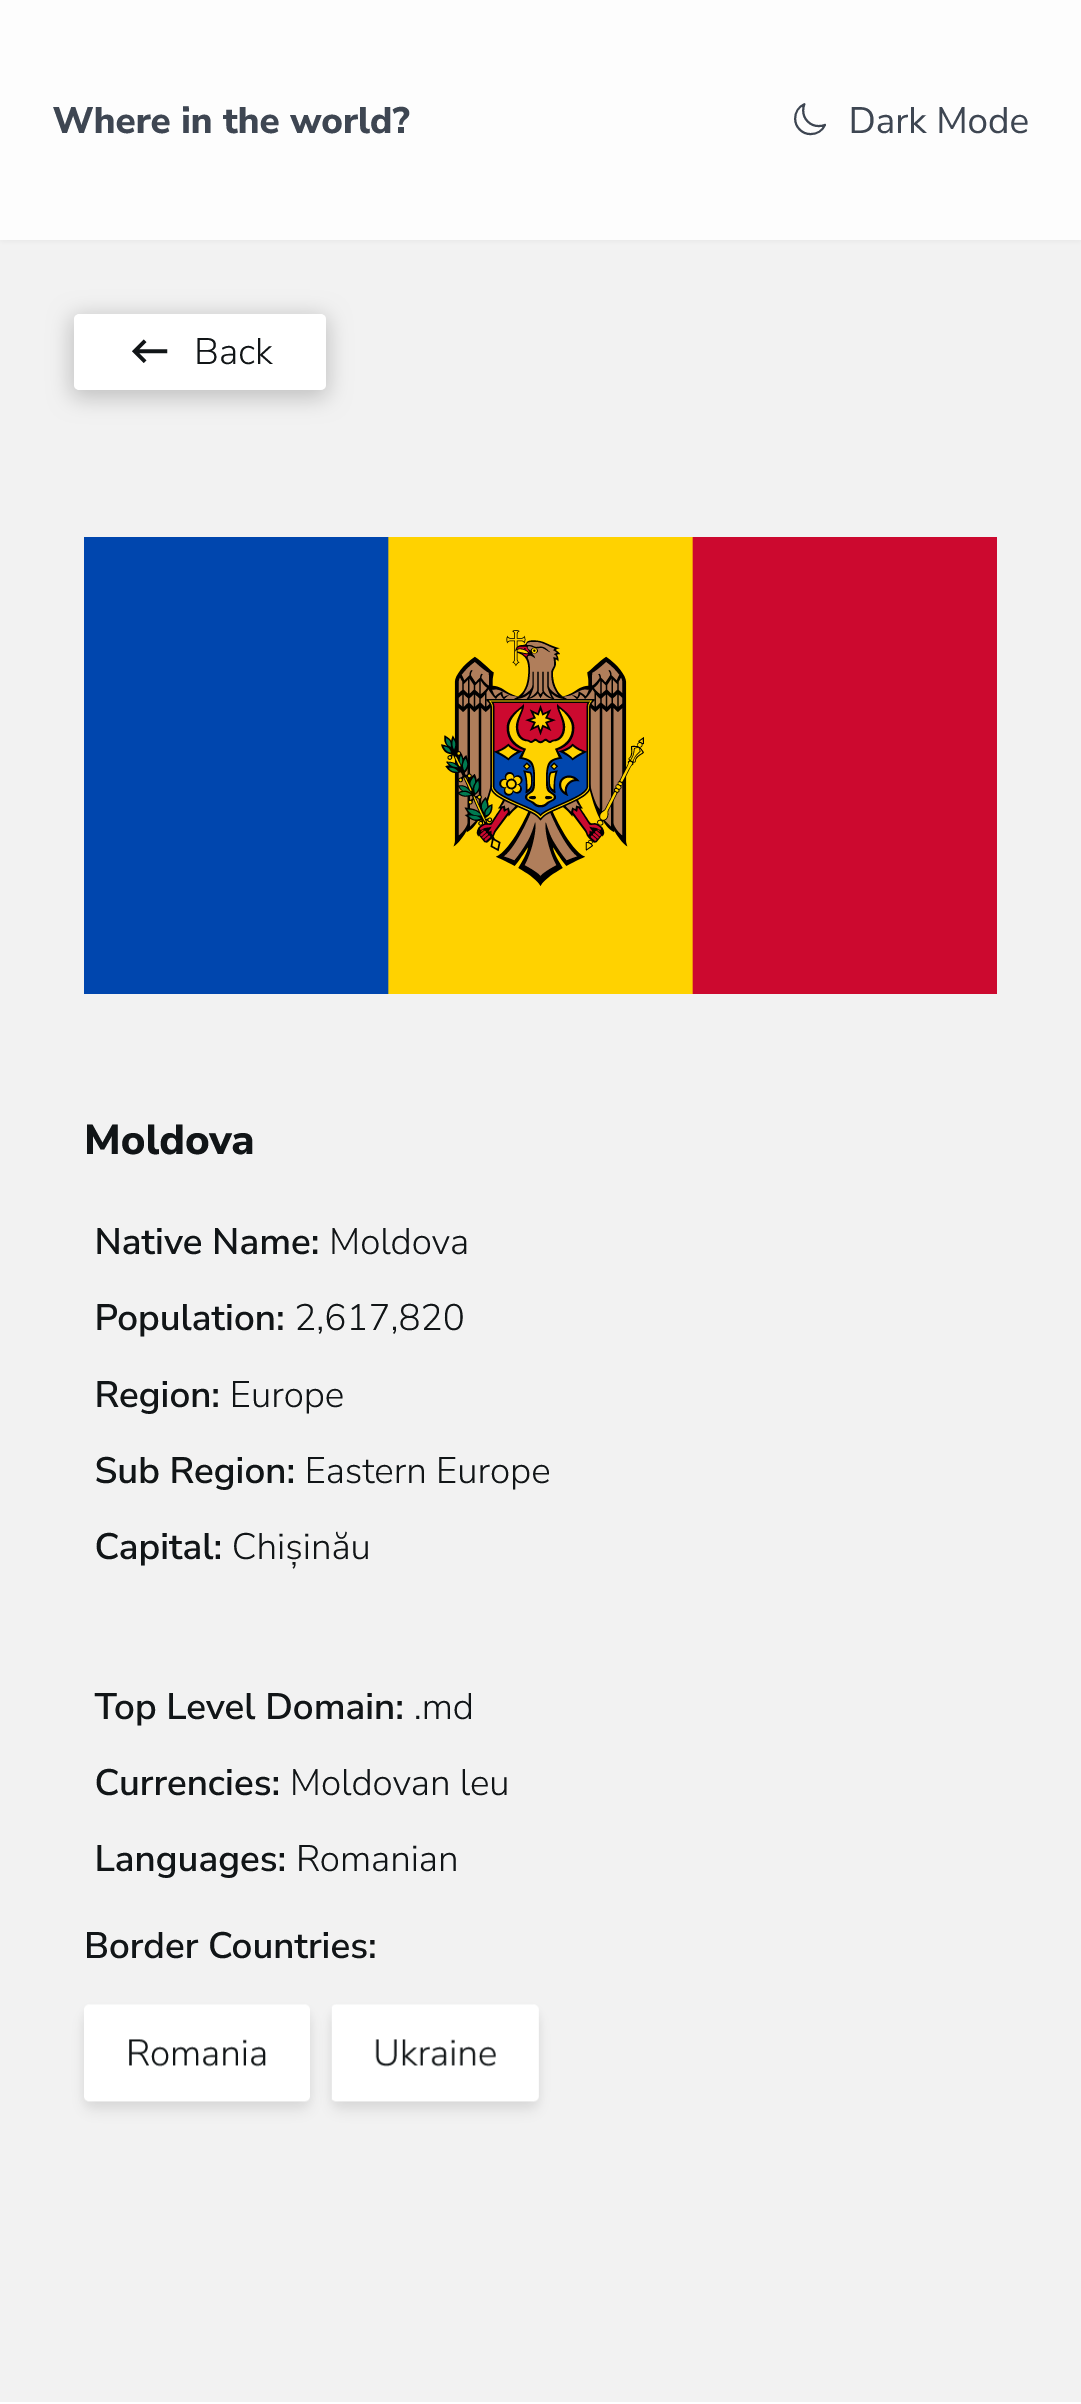 Where in the world?
Dark Mode
Back
Moldova
Native Name: Moldova
Population: 2,617,820
Region: Europe
Sub Region: Eastern Europe
Capital: Chișinău
Top Level Domain: .md
Currencies: Moldovan leu
Languages: Romanian
Border Countries:
Romania
Ukraine